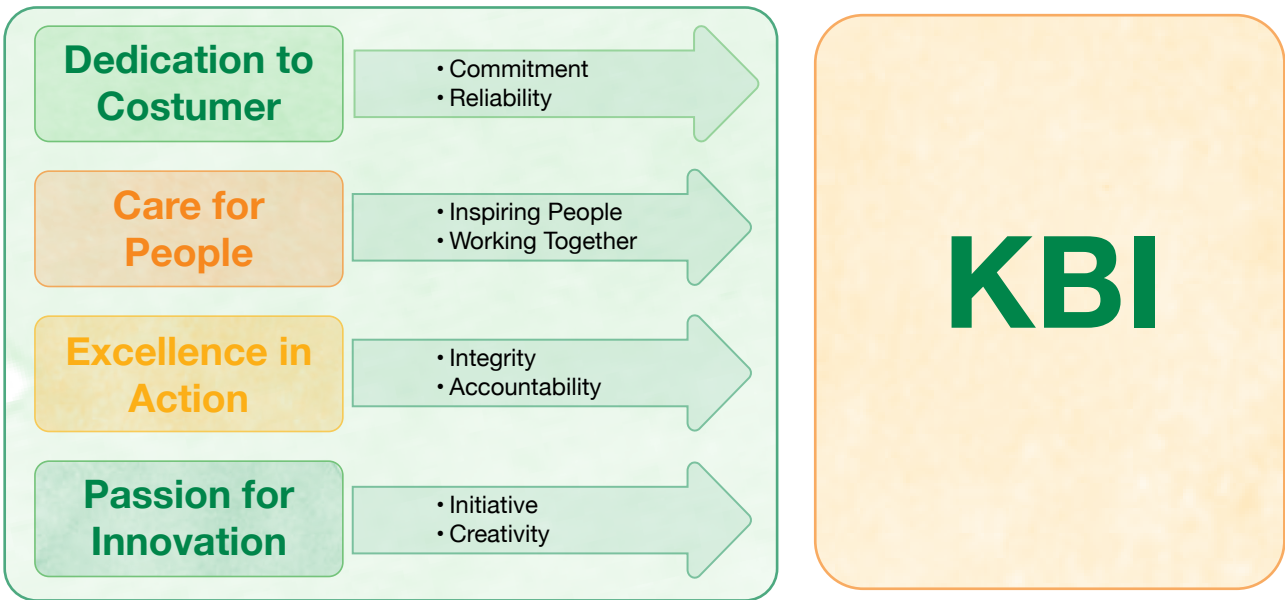 Dedication to
Costumer
• Commitment
• Reliability
Care for
People
• Inspiring People
• Working Together
Excellence in
Action
• Integrity
• Accountability
Passion for
Innovation
• Initiative
• Creativity
KBI